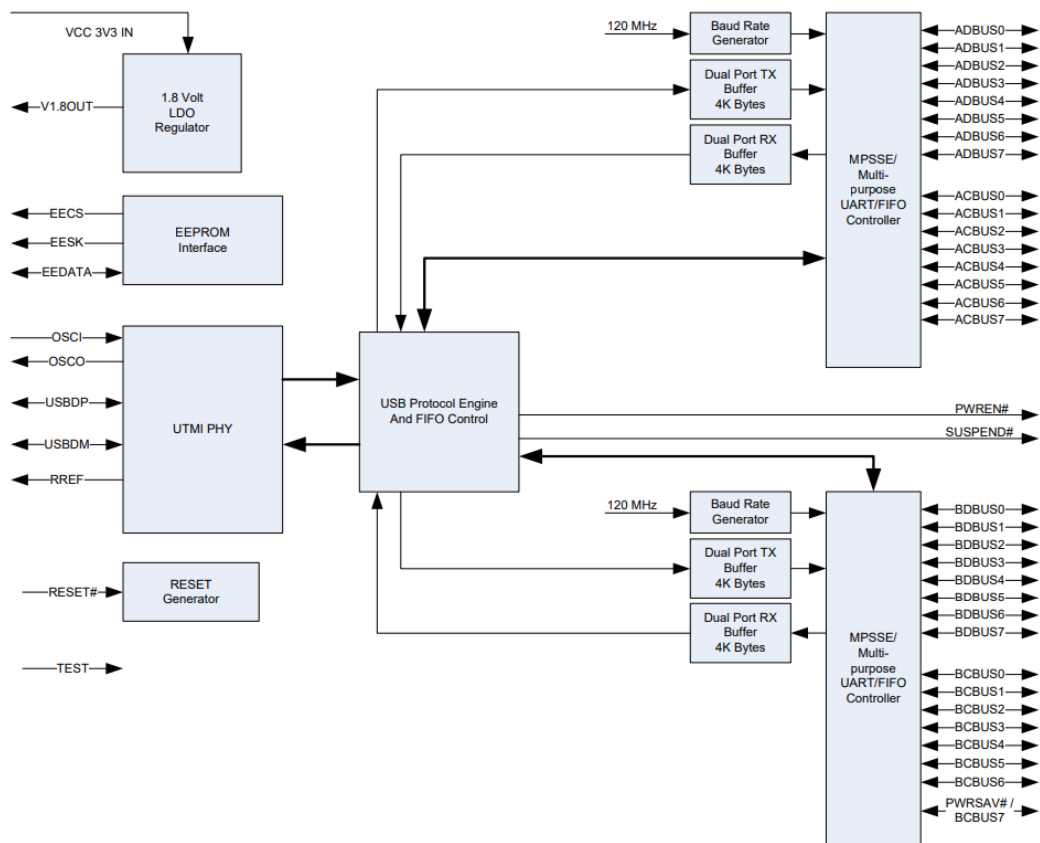 VCC 3V3 IN
V1.8OUT
1.8 Volt
LDO
Regulator
EECS
EESK
EEDATA
EEPROM
Interface
OSCI
OSCO
USBDP
USBDM
RREF
UTMI PHY
RESET#
RESET
Generator
TEST
USB Protocol Engine
And FIFO Control
120 MHz
Baud Rate
Generator
Dual Port TX
Buffer
4K Bytes
Dual Port RX
Buffer
4K Bytes
MPSSE/
Multi-
purpose
UART/FIFO
Controller
ADBUS0
ADBUS1
ADBUS2
ADBUS3
ADBUS4
ADBUS5
ADBUS6
ADBUS7
ACBUS0
ACBUS1
ACBUS2
ACBUS3
ACBUS4
ACBUS5
ACBUS6
ACBUS7
PWREN#
SUSPEND#
120 MHz
Baud Rate
Generator
Dual Port TX
Buffer
4K Bytes
Dual Port RX
Buffer
4K Bytes
MPSSE/
Multi-
purpose
UART/FIFO
Controller
BDBUS0
BDBUS1
BDBUS2
BDBUS3
BDBUS4
BDBUS5
BDBUS6
BDBUS7
BCBUS0
BCBUS1
BCBUS2
BCBUS3
BCBUS4
BCBUS5
BCBUS6
PWRSAV# /
BCBUS7